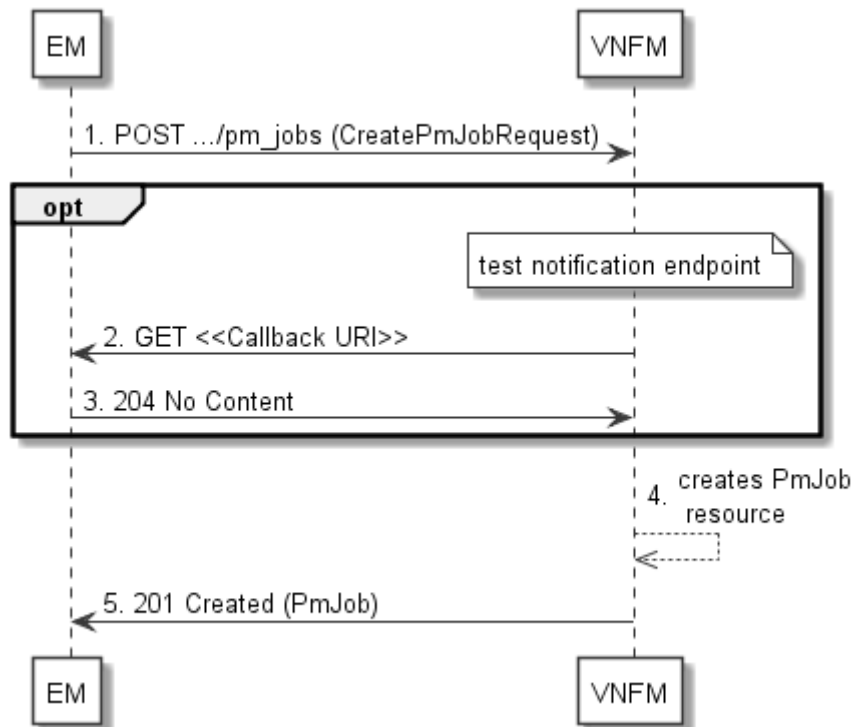 EM
VNFM
1. POST .../pm_jobs (CreatePmJobRequest)
opt
test notification endpoint
2. GET <<Callback URI>>
3. 204 No Content
4. creates PmJob
resource
5. 201 Created (PmJob)
EM
VNFM